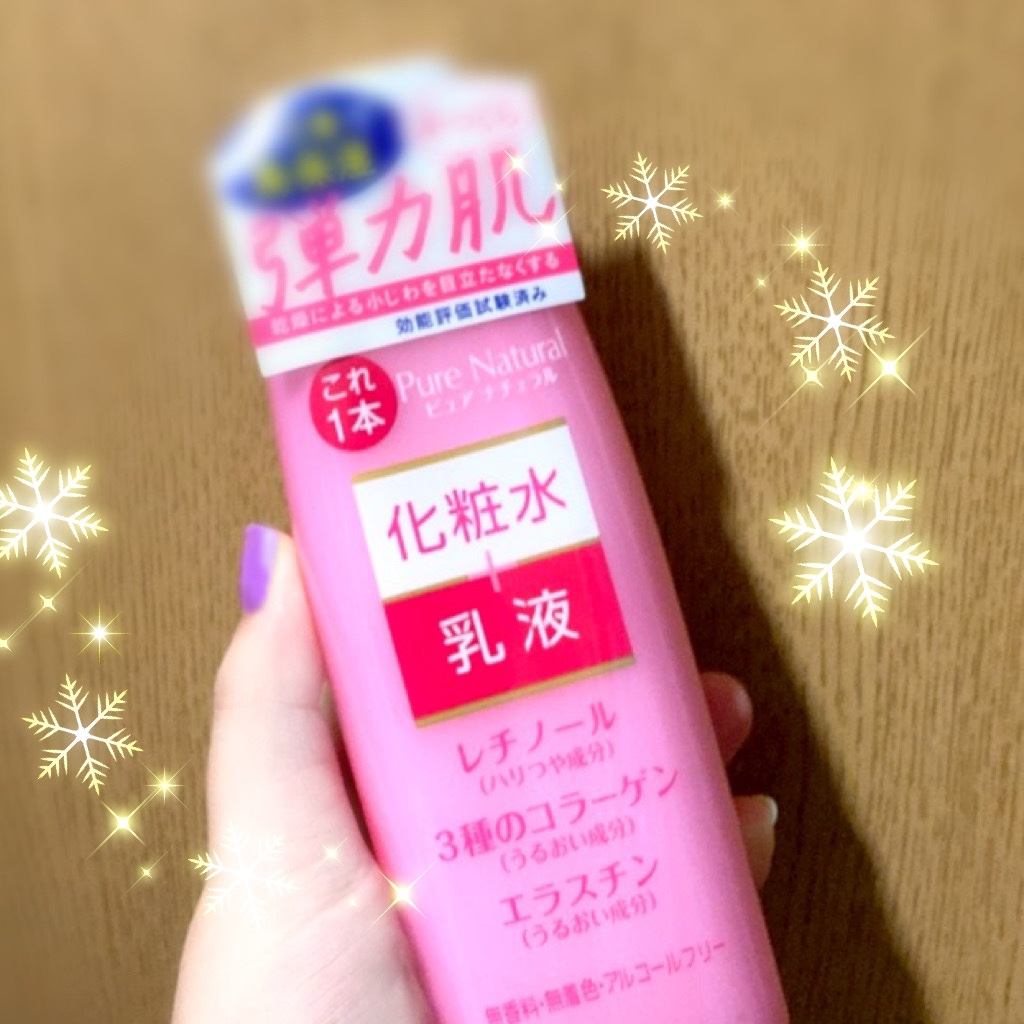 弾力肌
乾燥による小じわを目立たなくする
効能評価試験済み
これ
1本
Pure Natural
ピュア ナチュラル
化粧水
+
乳液
レチノール
(ハリつや成分)
3種のコラーゲン
(うるおい成分)
エラスチン
(うるおい成分)
無香料・無着色・アルコールフリー